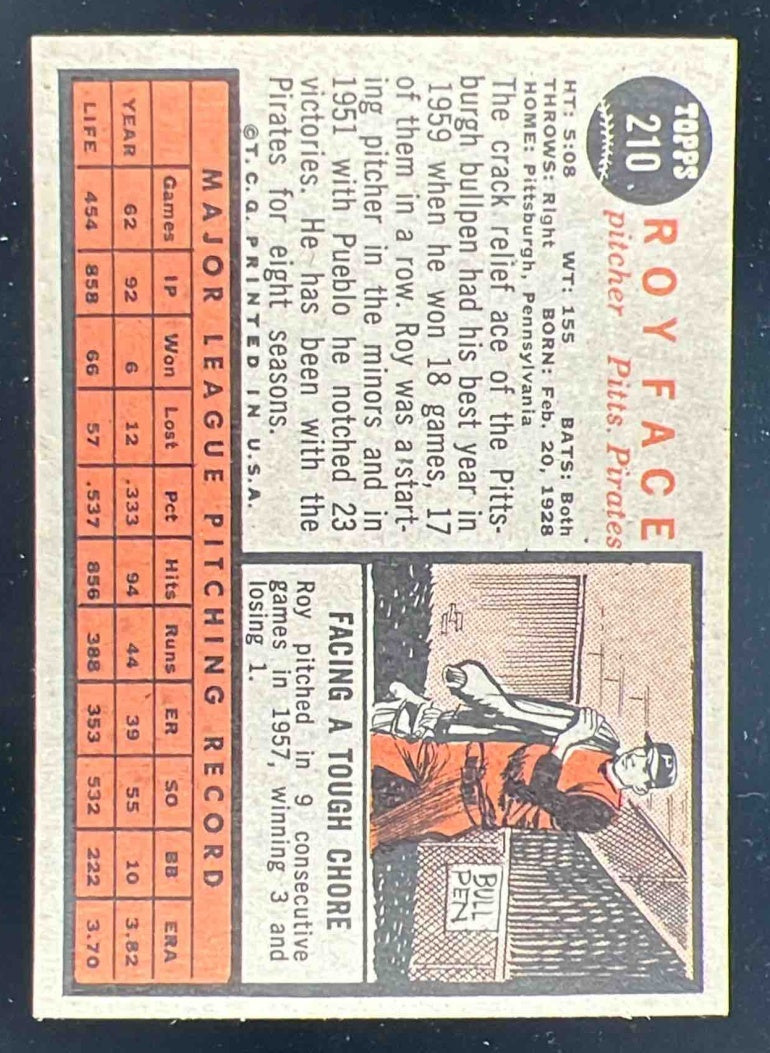 TOPPS
210
ROY FACE
pitcher Pitts. Pirates
HT: 5:08 WT: 155 BATS: Both
THROWS: Right BORN: Feb. 20, 1928
HOME: Pittsburgh, Pennsylvania
The crack relief ace of the Pitts-
burgh bullpen had his best year in
1959 when he won 18 games, 17
of them in a row. Roy was a start-
ing pitcher in the minors and in
1951 with Pueblo he notched 23
victories. He has been with the
Pirates for eight seasons.
©T. C. G. PRINTED IN U.S.A.
P
BULL
PEN
FACING A TOUGH CHORE
Roy pitched in 9 consecutive
games in 1957, winning 3 and
losing 1.
MAJOR LEAGUE PITCHING RECORD
Games IP Won Lost Pct Hits Runs ER SO BB ERA
YEAR 62 92 6 12 .333 94 44 39 55 10 3.82
LIFE 454 858 66 57 .537 856 388 353 532 222 3.70